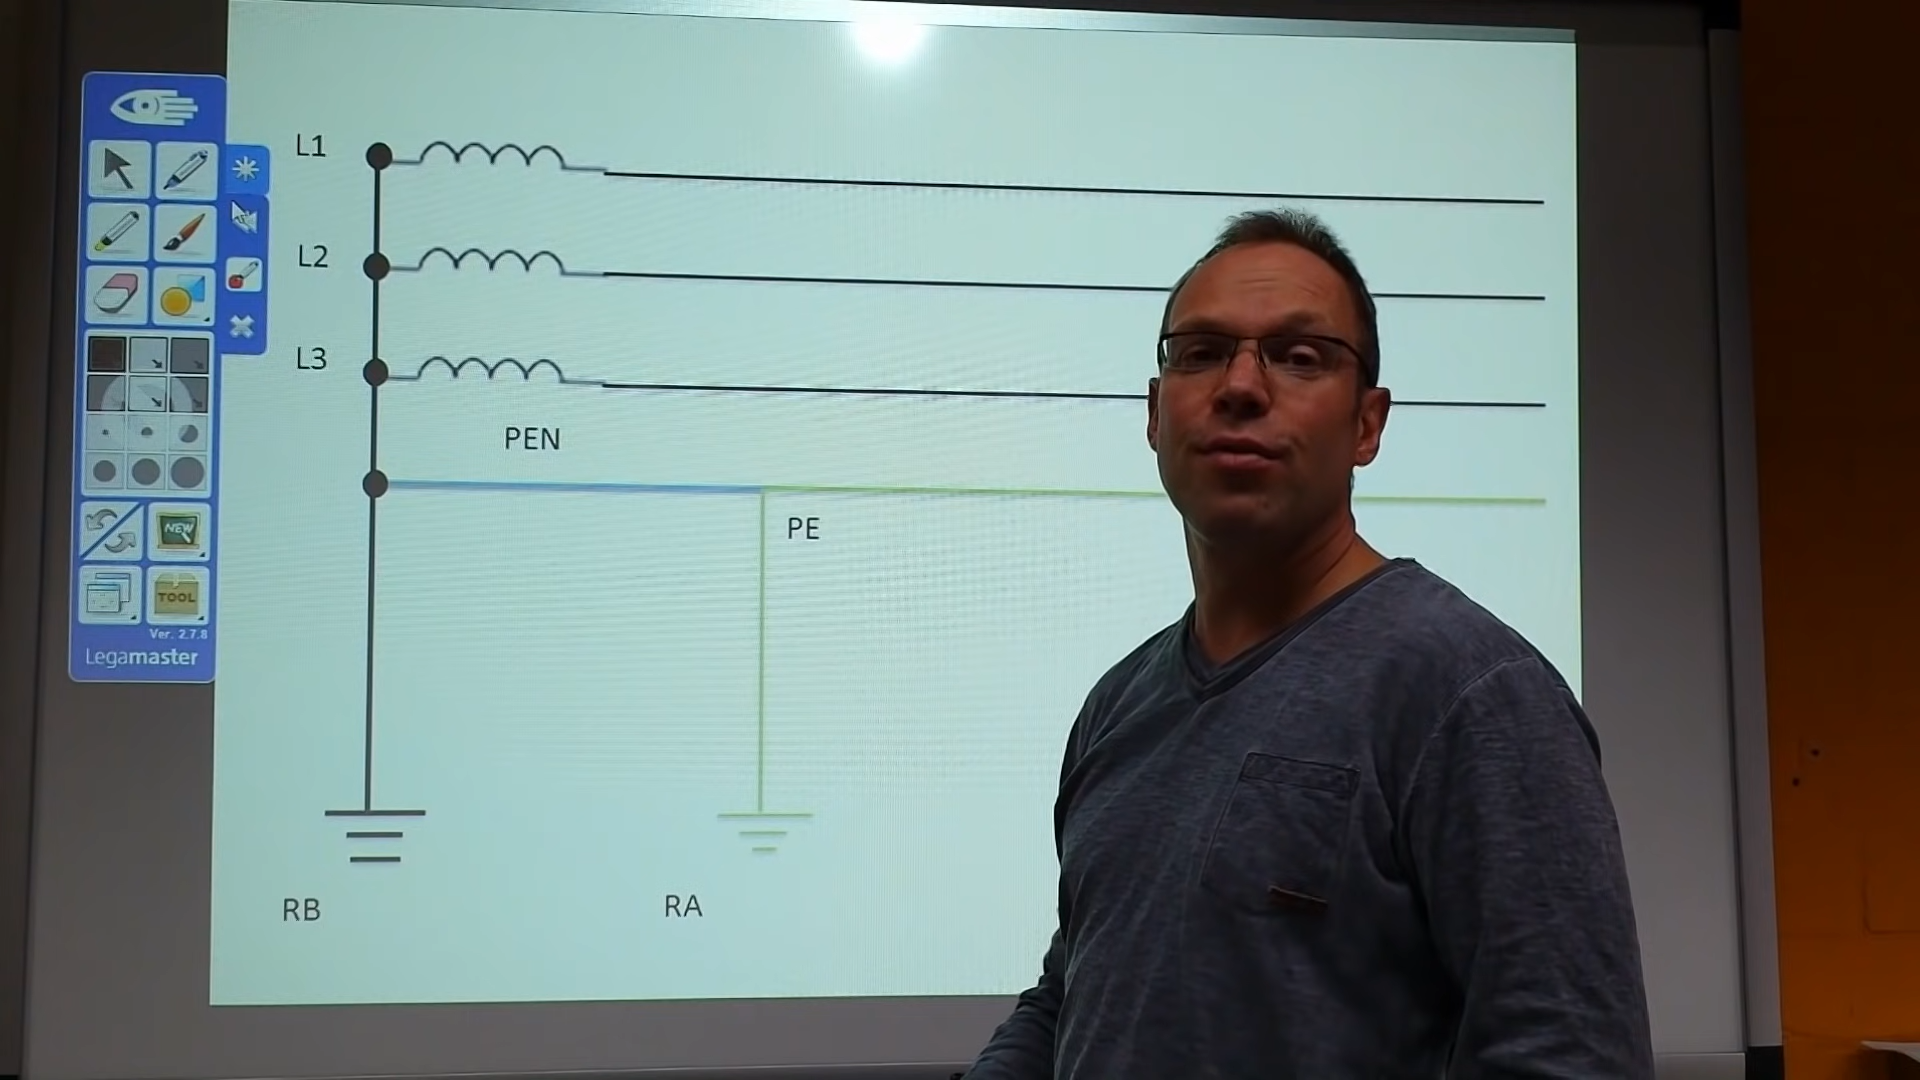 L1
L2
L3
PEN
PE
NEW
TOOL
Ver. 2.7.8
Legamaster
RB
RA